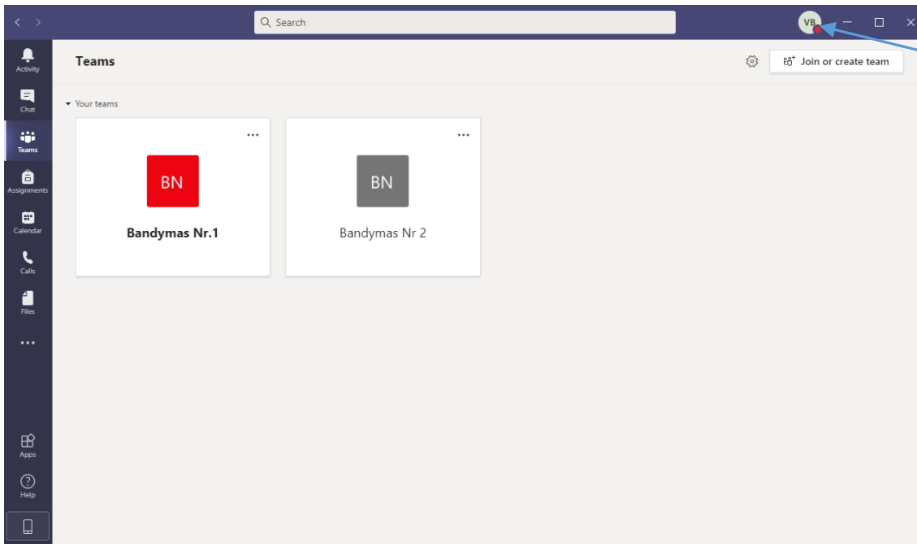 Search
VB
Activity
Chat
Teams
Assignments
Calendar
Calls
Files
Apps
Help
Teams
Join or create team
Your teams
BN
Bandymas Nr.1
BN
Bandymas Nr 2